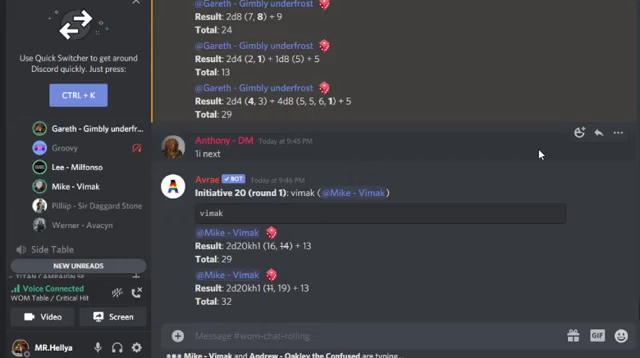 @Gareth - Gimbly underfrost
Result: 2d8 (7, 8) + 9
Total: 24
@Gareth - Gimbly underfrost
Result: 2d4 (2, 1) + 1d8 (5) + 5
Total: 13
@Gareth - Gimbly underfrost
Result: 2d4 (4, 3) + 4d8 (5, 5, 6, 1) + 5
Total: 29
Anthony - DM Today at 9:45 PM
!i next
Avrae BOT Today at 9:46 PM
Initiative 20 (round 1): vimak (@Mike - Vimak)
vimak
@Mike - Vimak
Result: 2d20kh1 (16, 14) + 13
Total: 29
@Mike - Vimak
Result: 2d20kh1 (11, 19) + 13
Total: 32
Message #wom-chat-rolling
GIF
Mike - Vimak and Andrew - Oakley the Confused are typing...
Use Quick Switcher to get around
Discord quickly. Just press:
CTRL + K
Gareth - Gimbly underfr...
Groovy
Lee - Milfonso
Mike - Vimak
Pilliip - Sir Daggard Stone
Werner - Avacyn
Side Table
NEW UNREADS
TITAN CAMPAIGN SE
Voice Connected
WOM Table / Critical Hit
Video
Screen
MR.Hellya